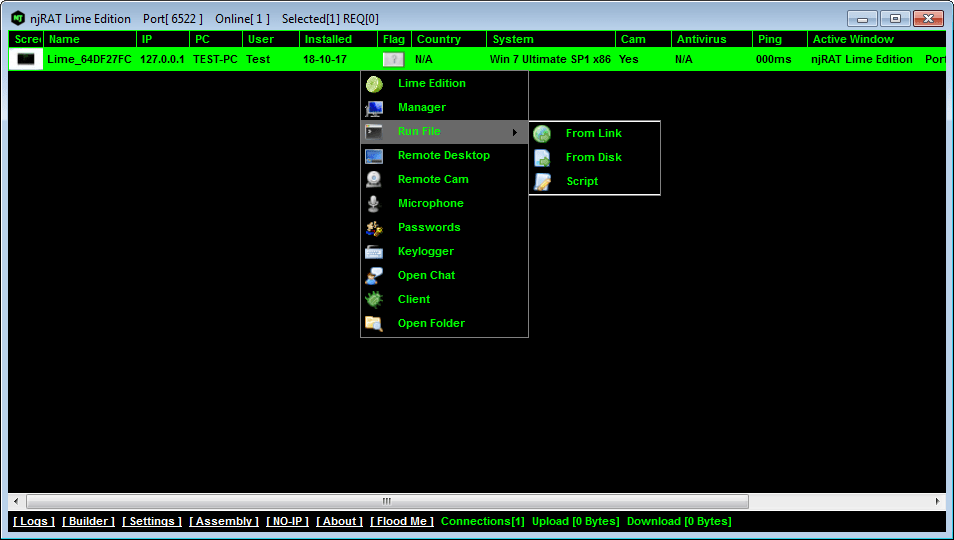 njRAT Lime Edition Port[ 6522 ] Online[ 1 ] Selected[1] REQ[0]
Scree Name IP PC User Installed Flag Country System Cam Antivirus Ping Active Window
Lime_64DF27FC 127.0.0.1 TEST-PC Test 18-10-17 N/A Win 7 Ultimate SP1 x86 Yes N/A 000ms njRAT Lime Edition Port
Lime Edition
Manager
Run File
From Link
Remote Desktop
From Disk
Remote Cam
Script
Microphone
Passwords
Keylogger
Open Chat
Client
Open Folder
[ Logs ] [ Builder ] [ Settings ] [ Assembly ] [ NO-IP ] [ About ] [ Flood Me ] Connections[1] Upload [0 Bytes] Download [0 Bytes]